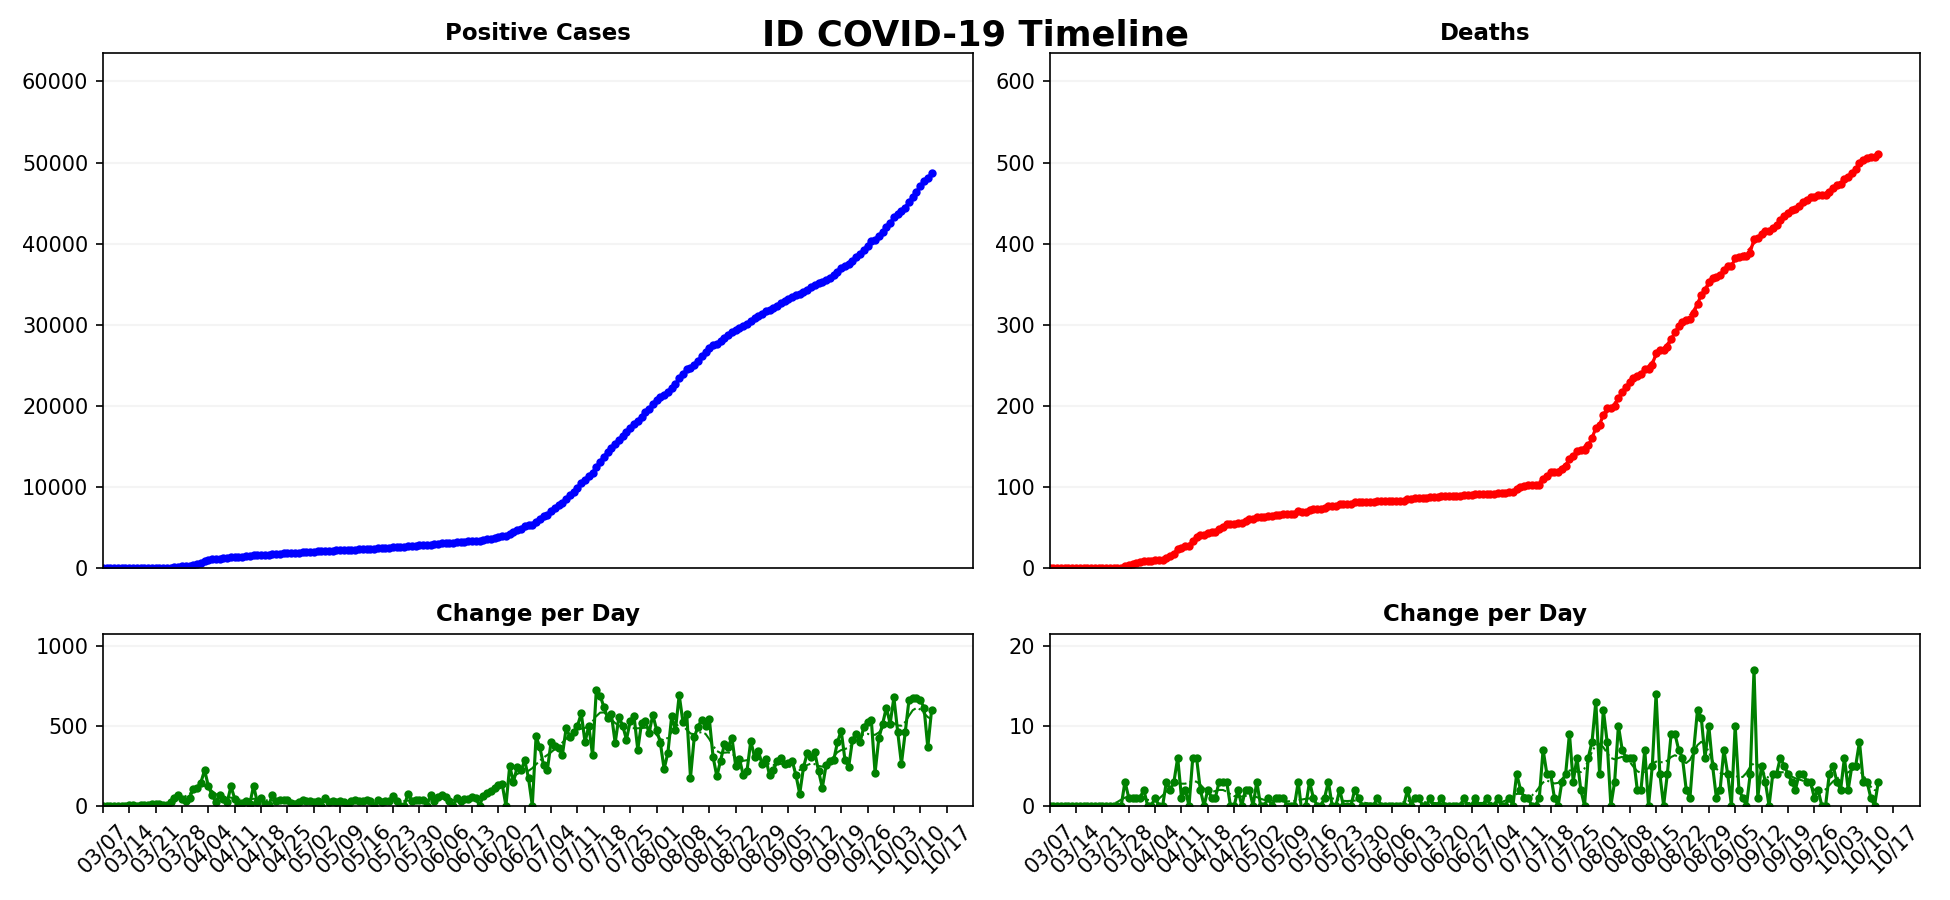 ID COVID-19 Timeline
Positive Cases
Deaths
60000
50000
40000
30000
20000
10000
0
600
500
400
300
200
100
0
Change per Day
Change per Day
1000
500
0
20
10
0
03/07 03/14 03/21 03/28 04/04 04/11 04/18 04/25 05/02 05/09 05/16 05/23 05/30 06/06 06/13 06/20 06/27 07/04 07/11 07/18 07/25 08/01 08/08 08/15 08/22 08/29 09/05 09/12 09/19 09/26 10/03 10/10 10/17
03/07 03/14 03/21 03/28 04/04 04/11 04/18 04/25 05/02 05/09 05/16 05/23 05/30 06/06 06/13 06/20 06/27 07/04 07/11 07/18 07/25 08/01 08/08 08/15 08/22 08/29 09/05 09/12 09/19 09/26 10/03 10/10 10/17